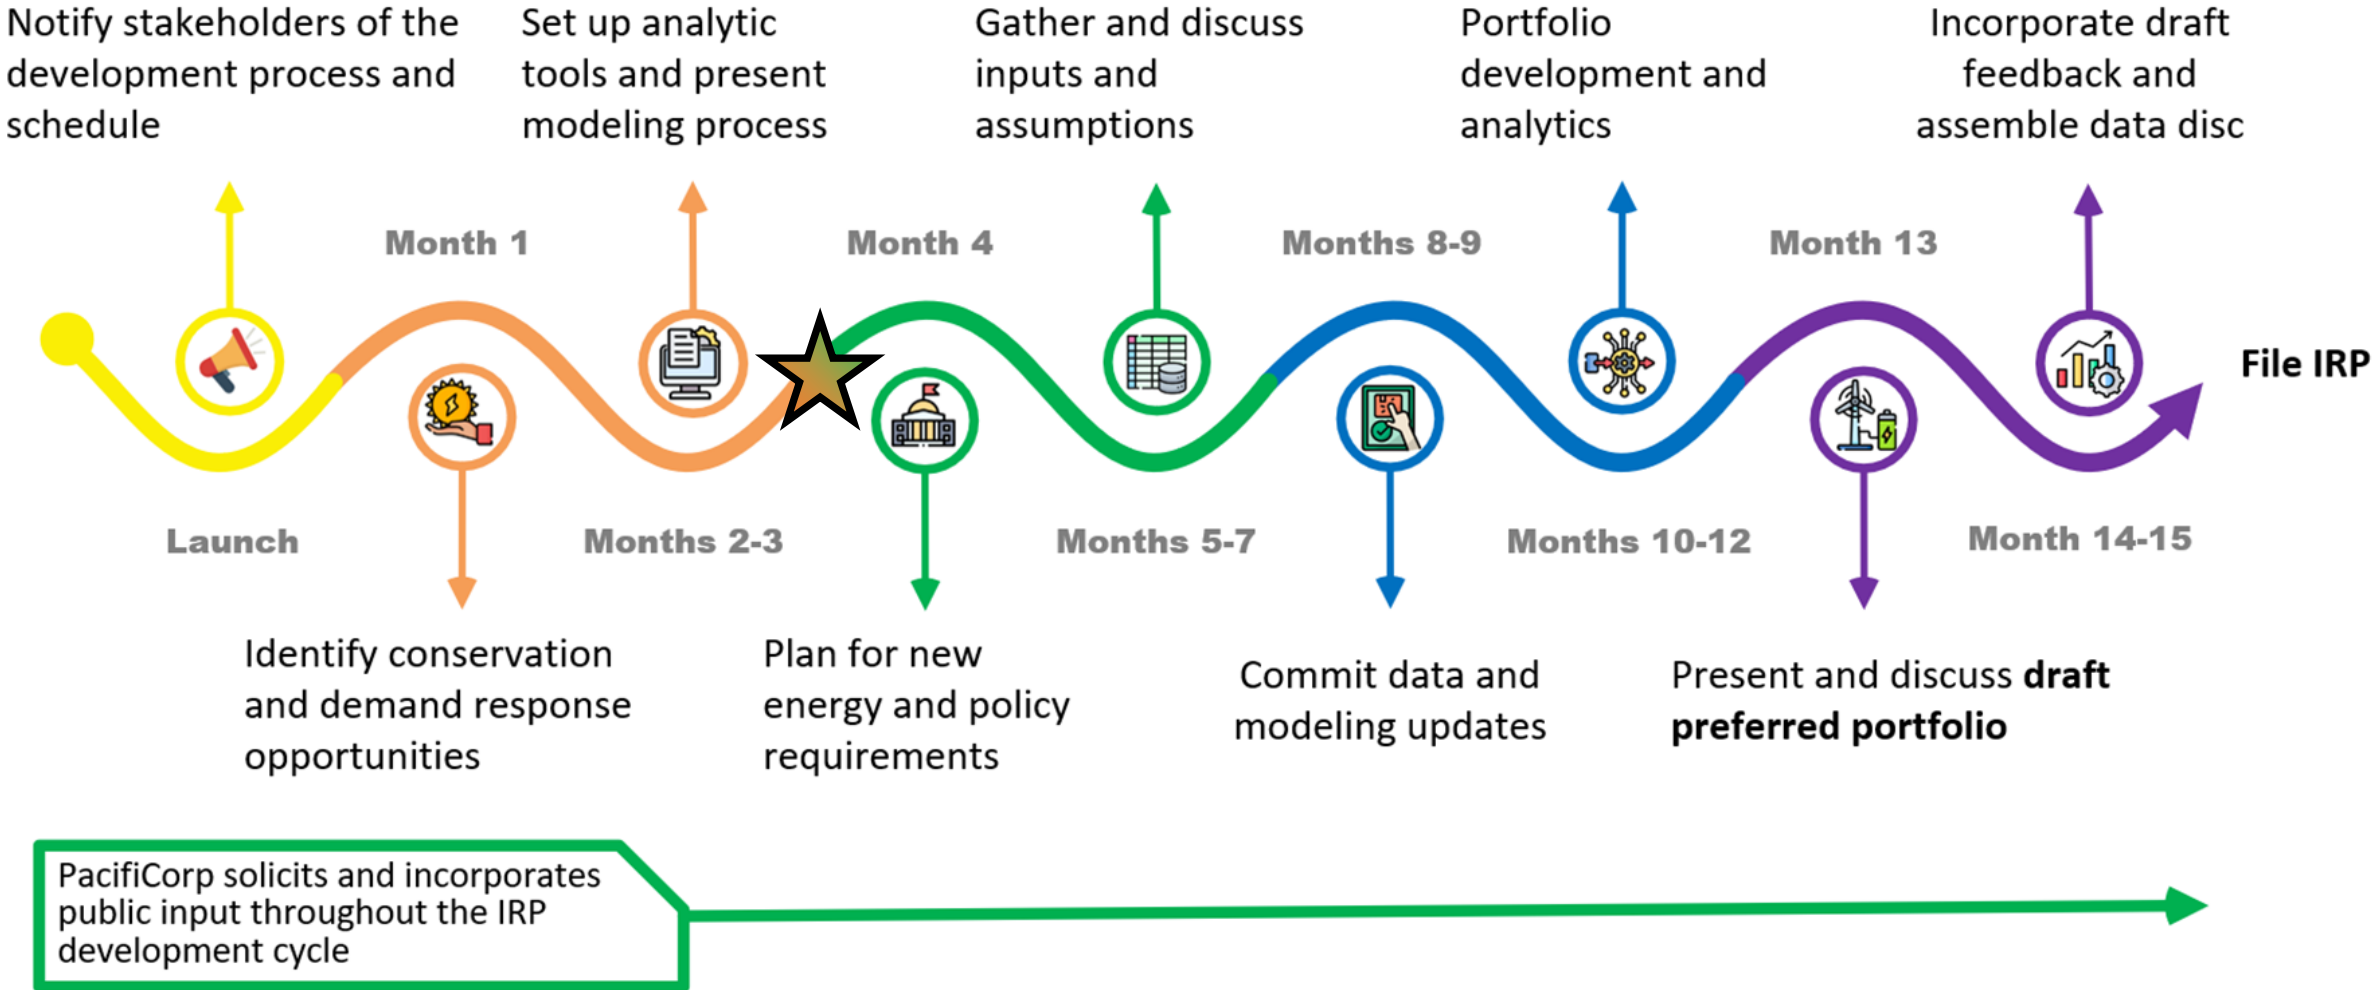 Notify stakeholders of the
development process and
schedule
Set up analytic
tools and present
modeling process
Gather and discuss
inputs and
assumptions
Portfolio
development and
analytics
Incorporate draft
feedback and
assemble data disc
Month 1
Month 4
Months 8-9
Month 13
File IRP
Launch
Months 2-3
Months 5-7
Months 10-12
Month 14-15
Identify conservation
and demand response
opportunities
Plan for new
energy and policy
requirements
Commit data and
modeling updates
Present and discuss draft
preferred portfolio
PacifiCorp solicits and incorporates
public input throughout the IRP
development cycle